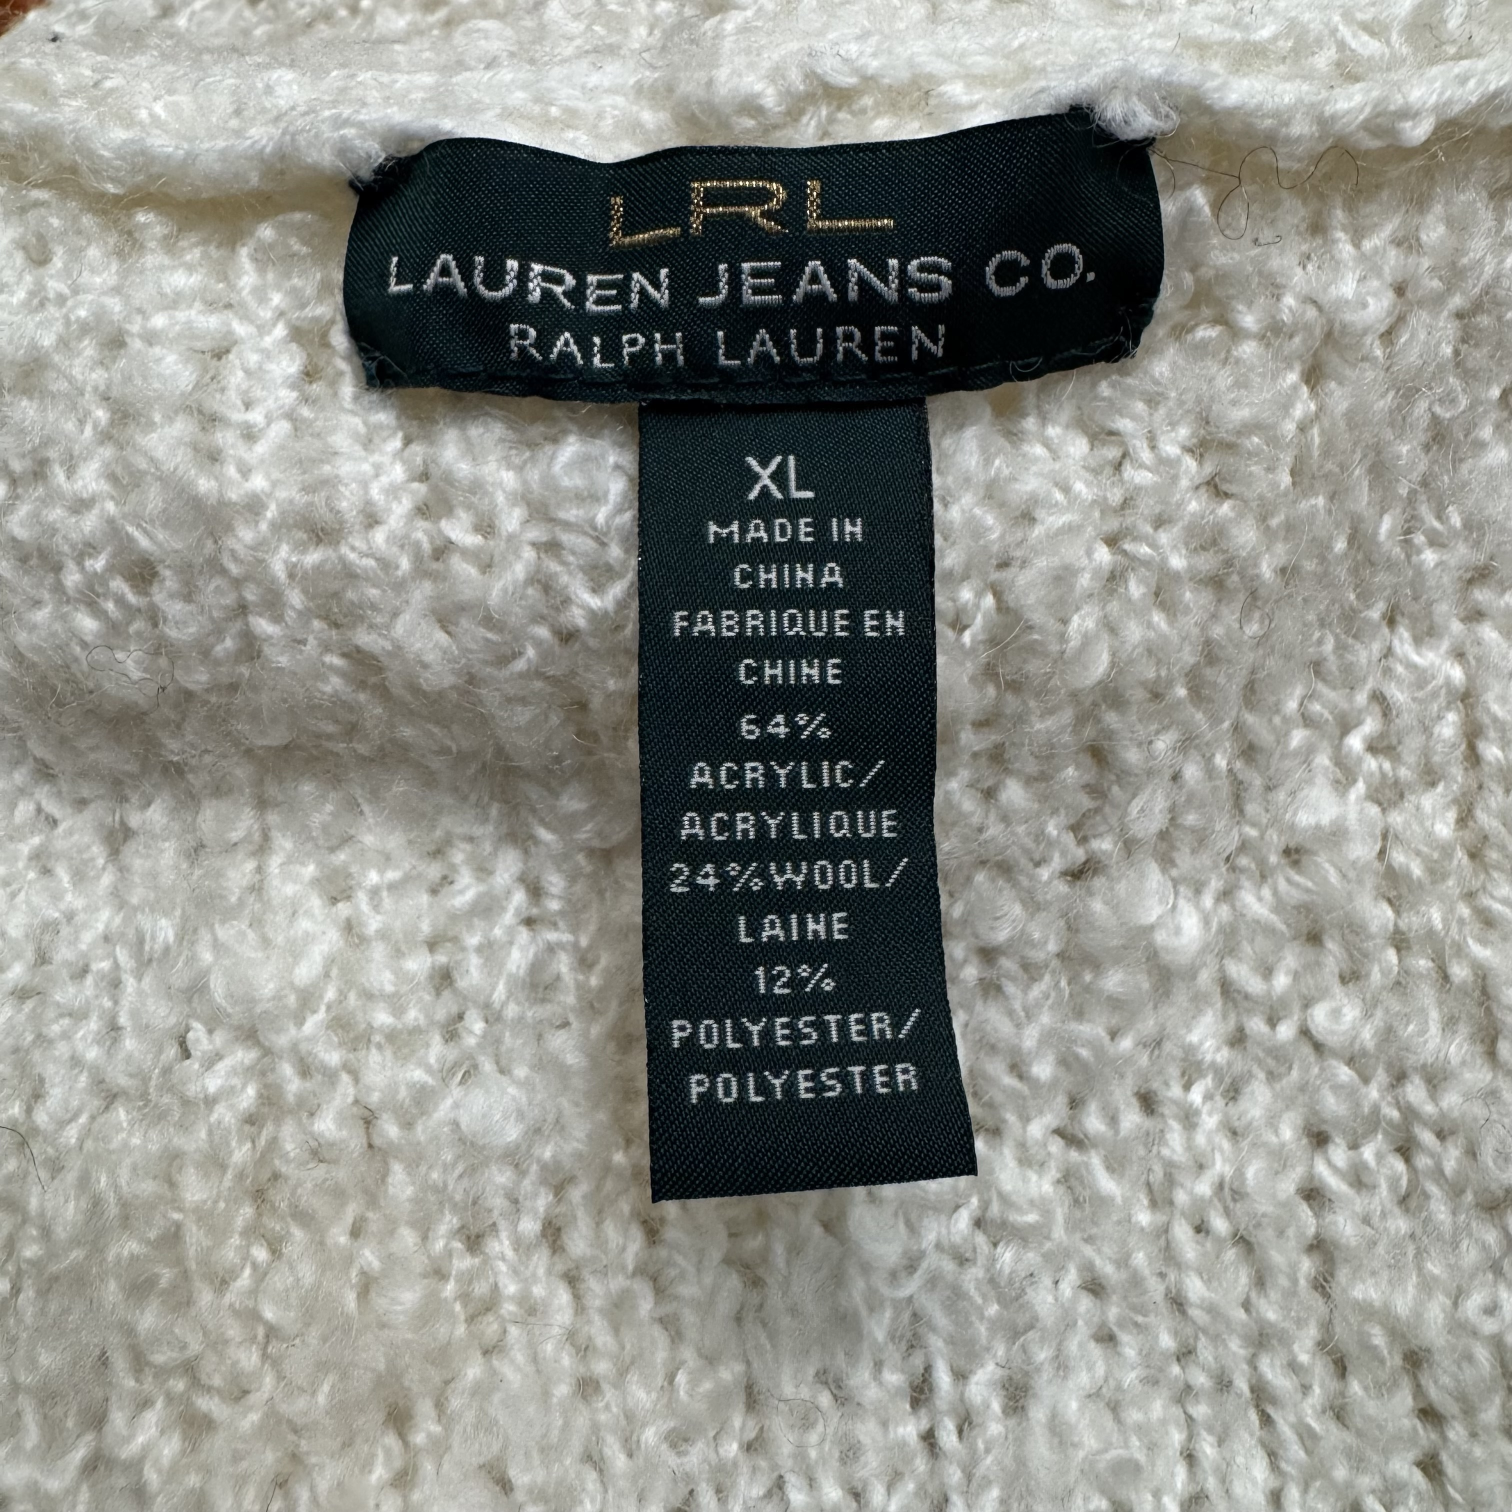 LRL
LAUREN JEANS CO.
RALPH LAUREN
XL
MADE IN
CHINA
FABRIQUE EN
CHINE
64%
ACRYLIC/
ACRYLIQUE
24%WOOL/
LAINE
12%
POLYESTER/
POLYESTER